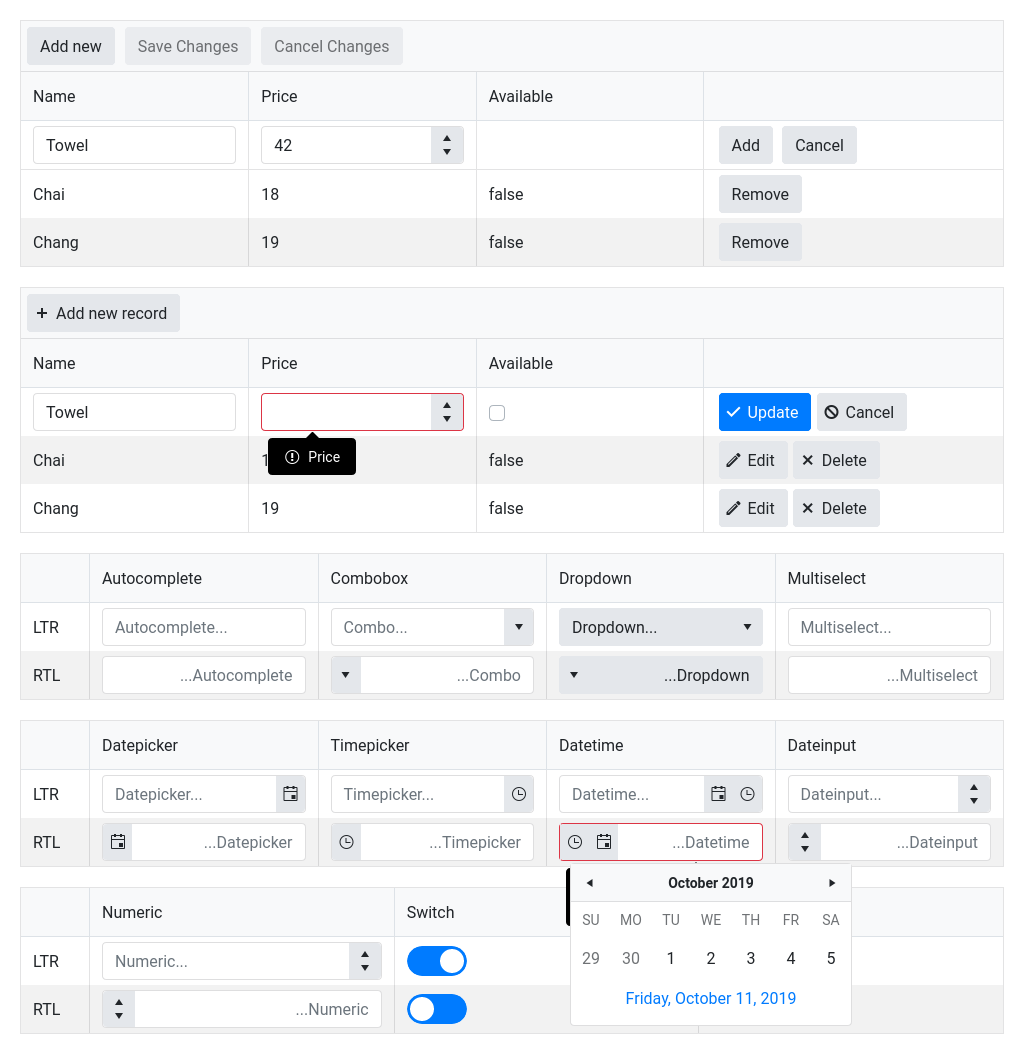 Add new Save Changes Cancel Changes
Name Price Available
Towel 42 Add Cancel
Chai 18 false Remove
Chang 19 false Remove
Add new record
Name Price Available
Towel Update Cancel
Chai 1 false Edit Delete
Price
Chang 19 false Edit Delete
Autocomplete Combobox Dropdown Multiselect
LTR Autocomplete... Combo... Dropdown... Multiselect...
RTL ...Autocomplete ...Combo ...Dropdown ...Multiselect
Datepicker Timepicker Datetime Dateinput
LTR Datepicker... Timepicker... Datetime... Dateinput...
RTL ...Datepicker ...Timepicker ...Datetime ...Dateinput
Numeric Switch
LTR Numeric...
RTL ...Numeric
October 2019
SU MO TU WE TH FR SA
29 30 1 2 3 4 5
Friday, October 11, 2019